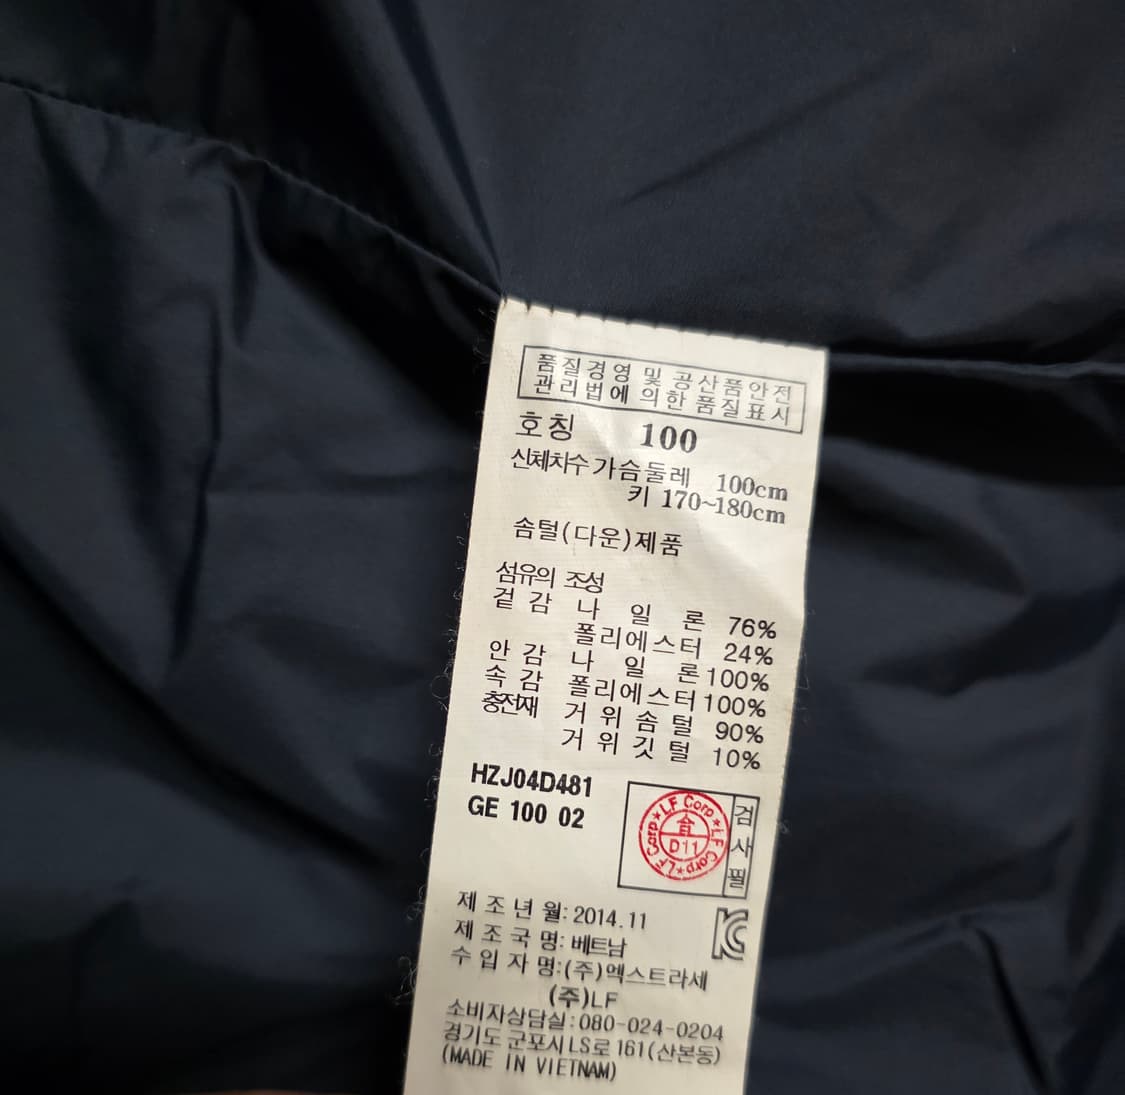 품질경영 및 공산품안전
관리법에 의한 품질표시
호칭 100
신체치수 가슴둘레 100cm
키 170~180cm
솜털(다운)제품
섬유의 조성
겉감 나일론 76%
폴리에스터 24%
안감 나일론 100%
속감 폴리에스터 100%
충전재 거위솜털 90%
거위깃털 10%
HZJ04D481
GE 100 02
LF Corp★LF Corp★LF Corp★
合
D11
검사필
제조년월: 2014.11
제조국명: 베트남
수입자명:(주)엑스트라세
(주)LF
소비자상담실:080-024-0204
경기도 군포시LS로 161(산본동)
(MADE IN VIETNAM)